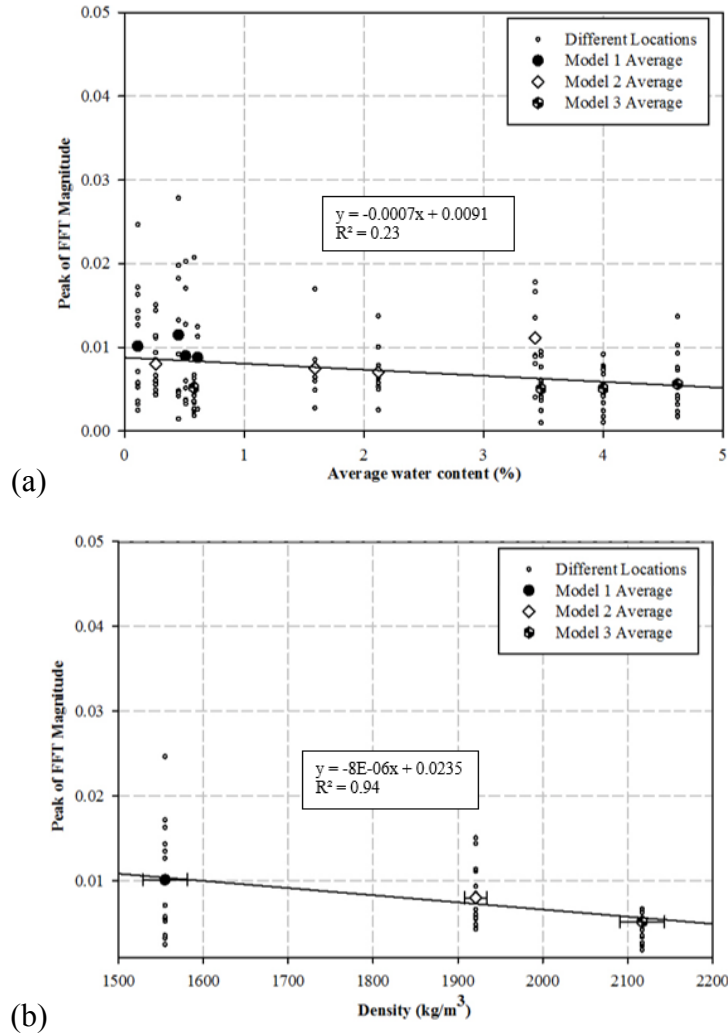 0.05
0.04
0.03
0.02
0.01
0.00
Peak of FFT Magnitude
Different Locations
Model 1 Average
Model 2 Average
Model 3 Average
y = -0.0007x + 0.0091
R² = 0.23
0 1 2 3 4 5
Average water content (%)
(a)
0.05
0.04
0.03
0.02
0.01
Peak of FFT Magnitude
Different Locations
Model 1 Average
Model 2 Average
Model 3 Average
y = -8E-06x + 0.0235
R² = 0.94
1500 1600 1700 1800 1900 2000 2100 2200
Density (kg/m³)
(b)